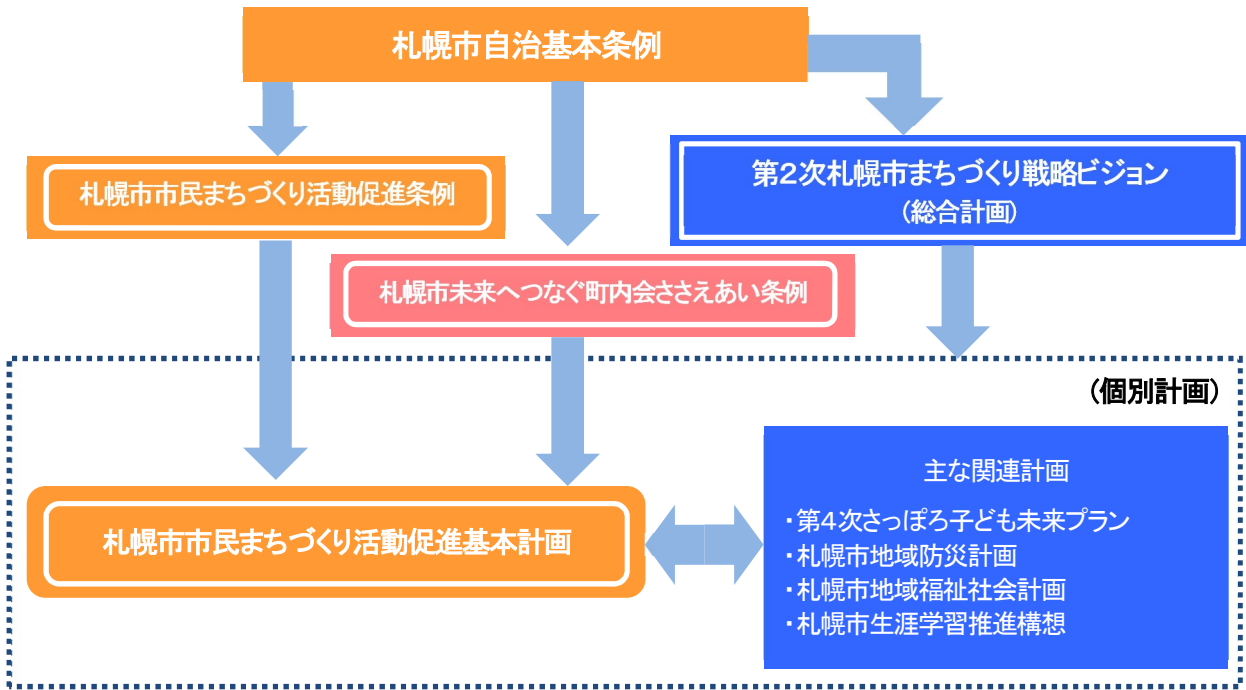 札幌市自治基本条例
札幌市市民まちづくり活動促進条例
第２次札幌市まちづくり戦略ビジョン
(総合計画)
札幌市未来へつなぐ町内会ささえあい条例
(個別計画)
札幌市市民まちづくり活動促進基本計画
主な関連計画
・第４次さっぽろ子ども未来プラン
・札幌市地域防災計画
・札幌市地域福祉社会計画
・札幌市生涯学習推進構想